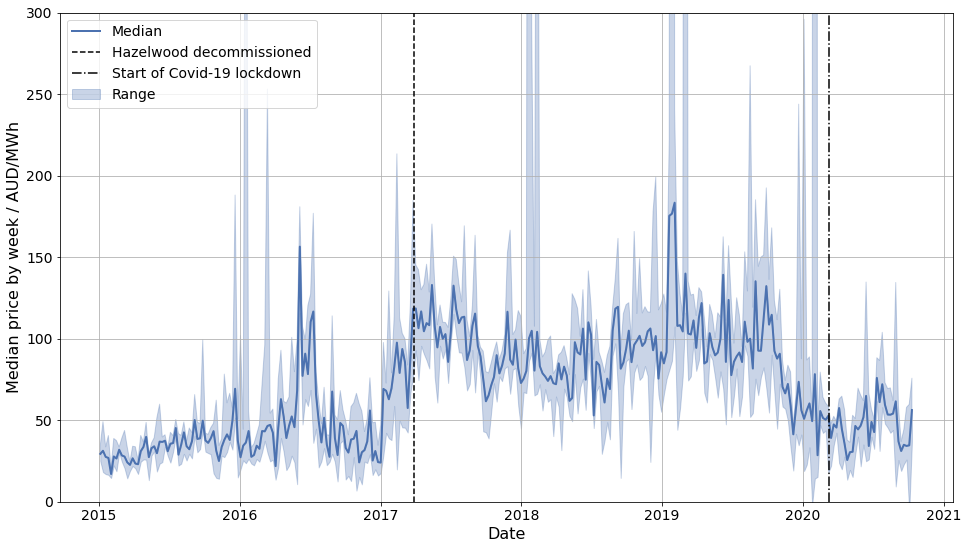 Median
Hazelwood decommissioned
Start of Covid-19 lockdown
Range
300
250
200
150
100
50
0
Median price by week / AUD/MWh
2015 2016 2017 2018 2019 2020 2021
Date